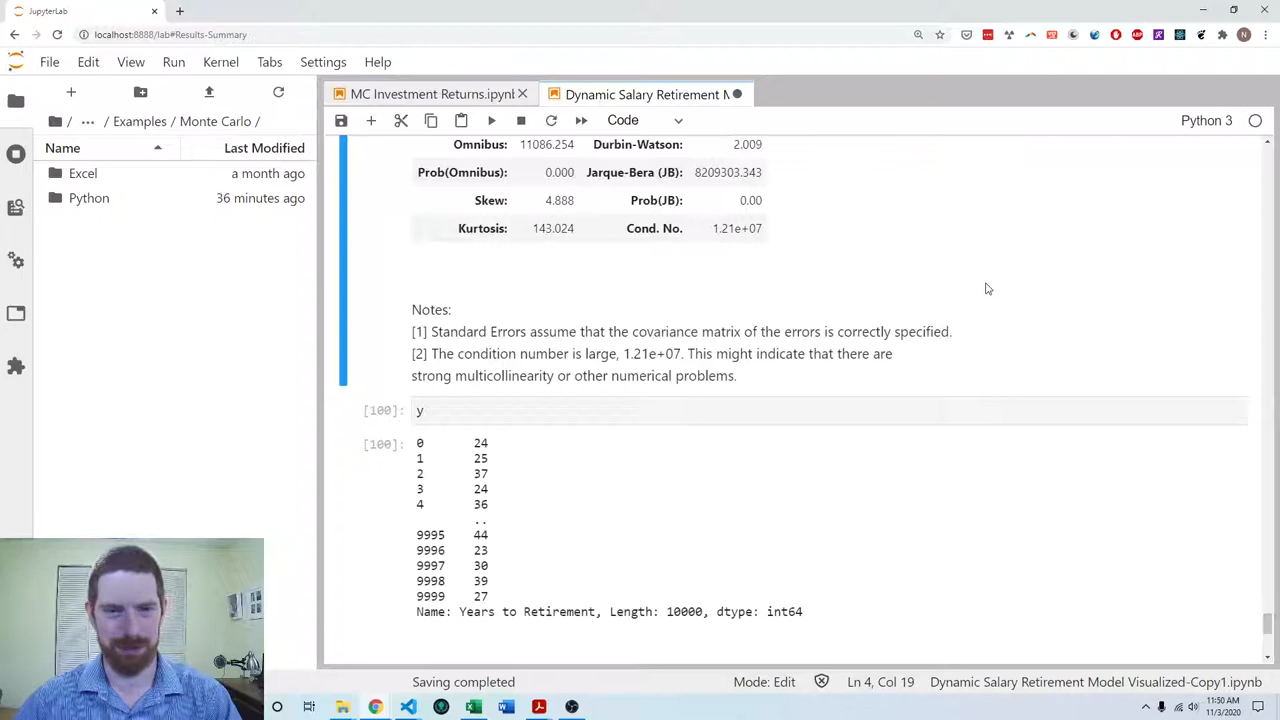 JupyterLab
localhost:8888/lab#Results-Summary
N
File Edit View Run Kernel Tabs Settings Help
MC Investment Returns.ipynb
Dynamic Salary Retirement M
/ ... / Examples / Monte Carlo /
Code
Python 3
Name Last Modified
Excel a month ago
Python 36 minutes ago
Omnibus: 11086.254 Durbin-Watson: 2.009
Prob(Omnibus): 0.000 Jarque-Bera (JB): 8209303.343
Skew: 4.888 Prob(JB): 0.00
Kurtosis: 143.024 Cond. No. 1.21e+07
Notes:
[1] Standard Errors assume that the covariance matrix of the errors is correctly specified.
[2] The condition number is large, 1.21e+07. This might indicate that there are
strong multicollinearity or other numerical problems.
[100]: y
[100]: 0 24
1 25
2 37
3 24
4 36
..
9995 44
9996 23
9997 30
9998 39
9999 27
Name: Years to Retirement, Length: 10000, dtype: int64
Saving completed
Mode: Edit
Ln 4, Col 19
Dynamic Salary Retirement Model Visualized-Copy1.ipynb
11:50 AM
11/3/2020